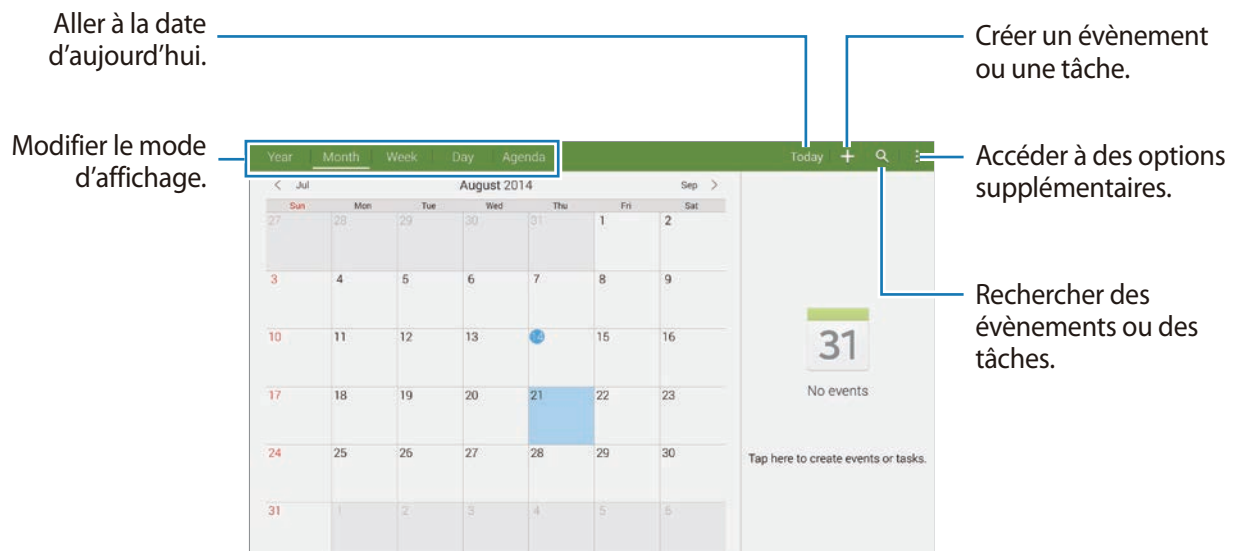 Aller à la date
d'aujourd'hui.
Créer un évènement
ou une tâche.
Modifier le mode
d'affichage.
Year Month Week Day Agenda Today
Accéder à des options
supplémentaires.
< Jul August 2014 Sep >
Sun Mon Tue Wed Thu Fri Sat
27 28 29 30 31 1 2
3 4 5 6 7 8 9
Rechercher des
évènements ou des
tâches.
10 11 12 13 14 15 16
31
No events
17 18 19 20 21 22 23
24 25 26 27 28 29 30
Tap here to create events or tasks.
31 1 2 3 4 5 6